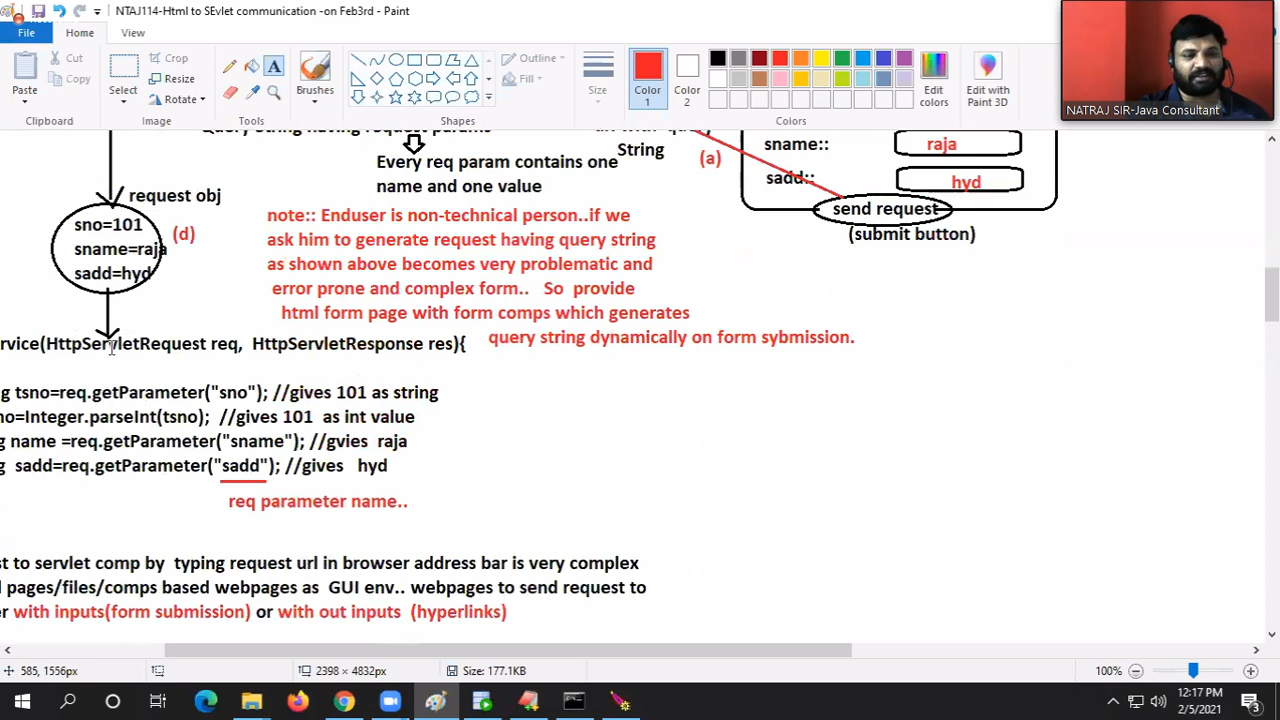 NTAJ114-Html to SEvlet communication -on Feb3rd - Paint
File
Home
View
Paste
Cut
Copy
Clipboard
Select
Crop
Resize
Rotate
Image
A
Tools
Brushes
Shapes
Outline
Fill
Size
Color
1
Color
2
Edit
colors
Edit with
Paint 3D
Colors
NATRAJ SIR-Java Consultant
Query String having request params
String
(a)
sname::
raja
Every req param contains one
name and one value
sadd::
hyd
request obj
send request
(submit button)
sno=101
sname=raja
sadd=hyd
(d)
note:: Enduser is non-technical person..if we
ask him to generate request having query string
as shown above becomes very problematic and
error prone and complex form.. So provide
html form page with form comps which generates
query string dynamically on form sybmission.
rvice(HttpServletRequest req, HttpServletResponse res){
g tsno=req.getParameter("sno"); //gives 101 as string
no=Integer.parseInt(tsno); //gives 101 as int value
g name =req.getParameter("sname"); //gvies raja
g sadd=req.getParameter("sadd"); //gives hyd
req parameter name..
st to servlet comp by typing request url in browser address bar is very complex
l pages/files/comps based webpages as GUI env.. webpages to send request to
er with inputs(form submission) or with out inputs (hyperlinks)
585, 1556px
2398 × 4832px
Size: 177.1KB
100%
12:17 PM
2/5/2021
3